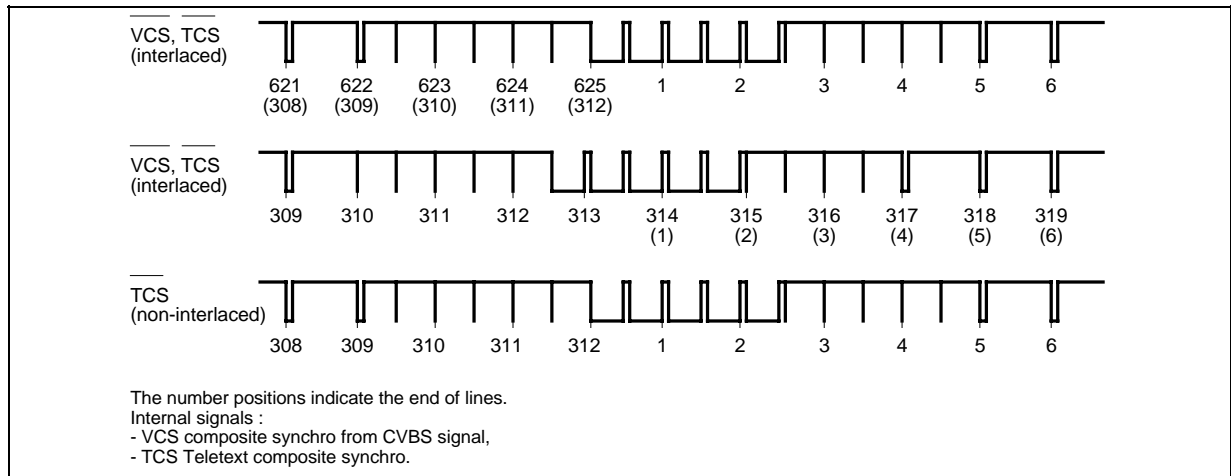 VCS, TCS
(interlaced)
621 622 623 624 625 1 2 3 4 5 6
(308) (309) (310) (311) (312)
VCS, TCS
(interlaced)
309 310 311 312 313 314 315 316 317 318 319
(1) (2) (3) (4) (5) (6)
TCS
(non-interlaced)
308 309 310 311 312 1 2 3 4 5 6
The number positions indicate the end of lines.
Internal signals :
- VCS composite synchro from CVBS signal,
- TCS Teletext composite synchro.